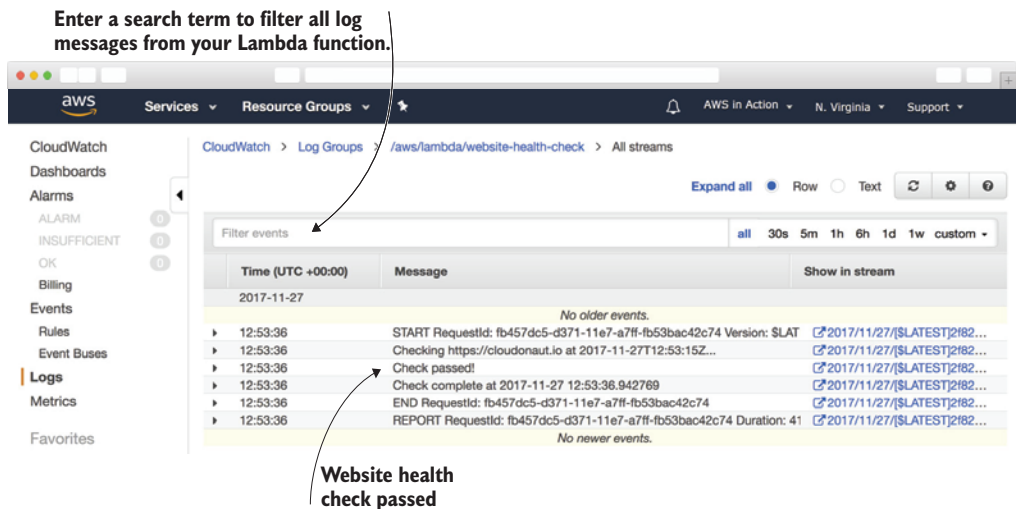 Enter a search term to filter all log
messages from your Lambda function.
aws
Services
Resource Groups
AWS in Action
N. Virginia
Support
CloudWatch
Dashboards
Alarms
ALARM 0
INSUFFICIENT 0
OK 0
Billing
Events
Rules
Event Buses
Logs
Metrics
Favorites
CloudWatch > Log Groups > /aws/lambda/website-health-check > All streams
Expand all Row Text
Filter events
all 30s 5m 1h 6h 1d 1w custom
Time (UTC +00:00) Message Show in stream
2017-11-27
No older events.
12:53:36 START RequestId: fb457dc5-d371-11e7-a7ff-fb53bac42c74 Version: $LAT 2017/11/27/[$LATEST]2f82...
12:53:36 Checking https://cloudonaut.io at 2017-11-27T12:53:15Z... 2017/11/27/[$LATEST]2f82...
12:53:36 Check passed! 2017/11/27/[$LATEST]2f82...
12:53:36 Check complete at 2017-11-27 12:53:36.942769 2017/11/27/[$LATEST]2f82...
12:53:36 END RequestId: fb457dc5-d371-11e7-a7ff-fb53bac42c74 2017/11/27/[$LATEST]2f82...
12:53:36 REPORT RequestId: fb457dc5-d371-11e7-a7ff-fb53bac42c74 Duration: 41 2017/11/27/[$LATEST]2f82...
No newer events.
Website health
check passed